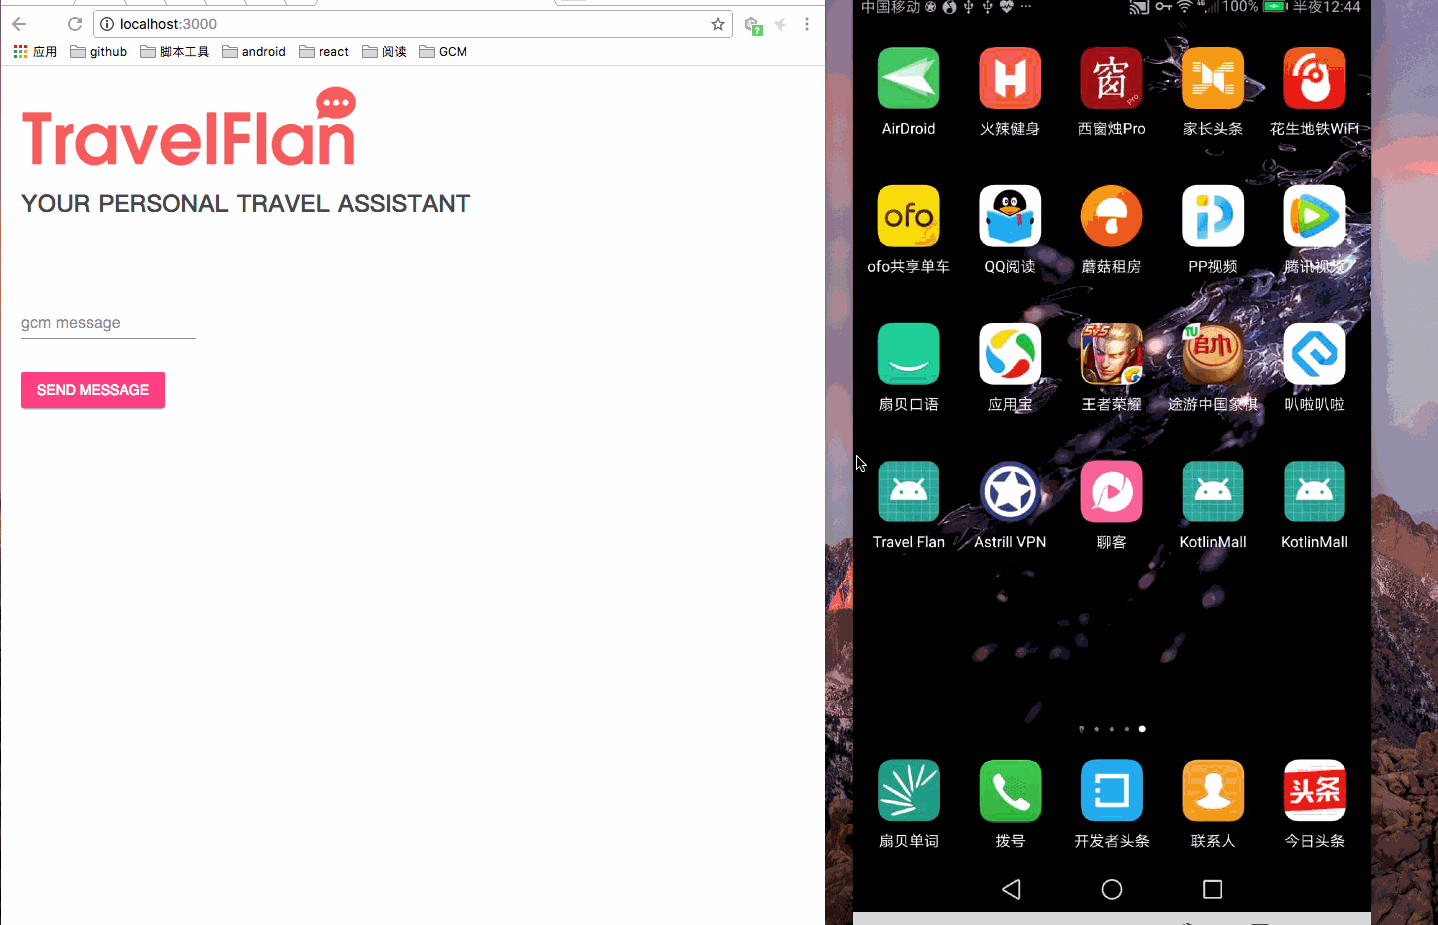 localhost:3000
应用 github 脚本工具 android react 阅读 GCM
TravelFlan
YOUR PERSONAL TRAVEL ASSISTANT
gcm message
SEND MESSAGE
中国移动 100% 半夜12:44
Pro
AirDroid 火辣健身 西窗烛Pro 家长头条 花生地铁WiFi
ofo
ofo共享单车 QQ阅读 蘑菇租房 PP视频 腾讯视频
5V5
TU
扇贝口语 应用宝 王者荣耀 途游中国象棋 叭啦叭啦
Travel Flan Astrill VPN 聊客 KotlinMall KotlinMall
头条
扇贝单词 拨号 开发者头条 联系人 今日头条